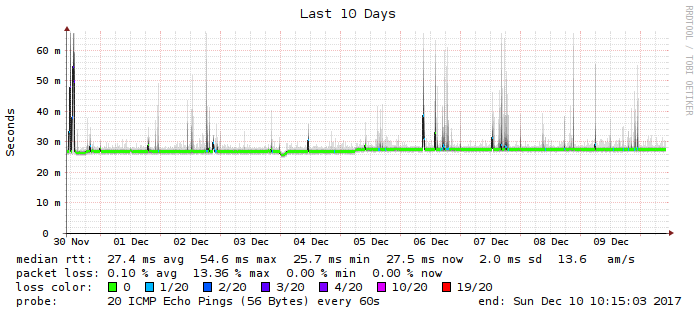 Last 10 Days
RRDTOOL / TOBI OETIKER
Seconds
60 m
50 m
40 m
30 m
20 m
10 m
0
30 Nov 01 Dec 02 Dec 03 Dec 04 Dec 05 Dec 06 Dec 07 Dec 08 Dec 09 Dec
median rtt: 27.4 ms avg 54.6 ms max 25.7 ms min 27.5 ms now 2.0 ms sd 13.6 am/s
packet loss: 0.10 % avg 13.36 % max 0.00 % min 0.00 % now
loss color: 0 1/20 2/20 3/20 4/20 10/20 19/20
probe: 20 ICMP Echo Pings (56 Bytes) every 60s end: Sun Dec 10 10:15:03 2017